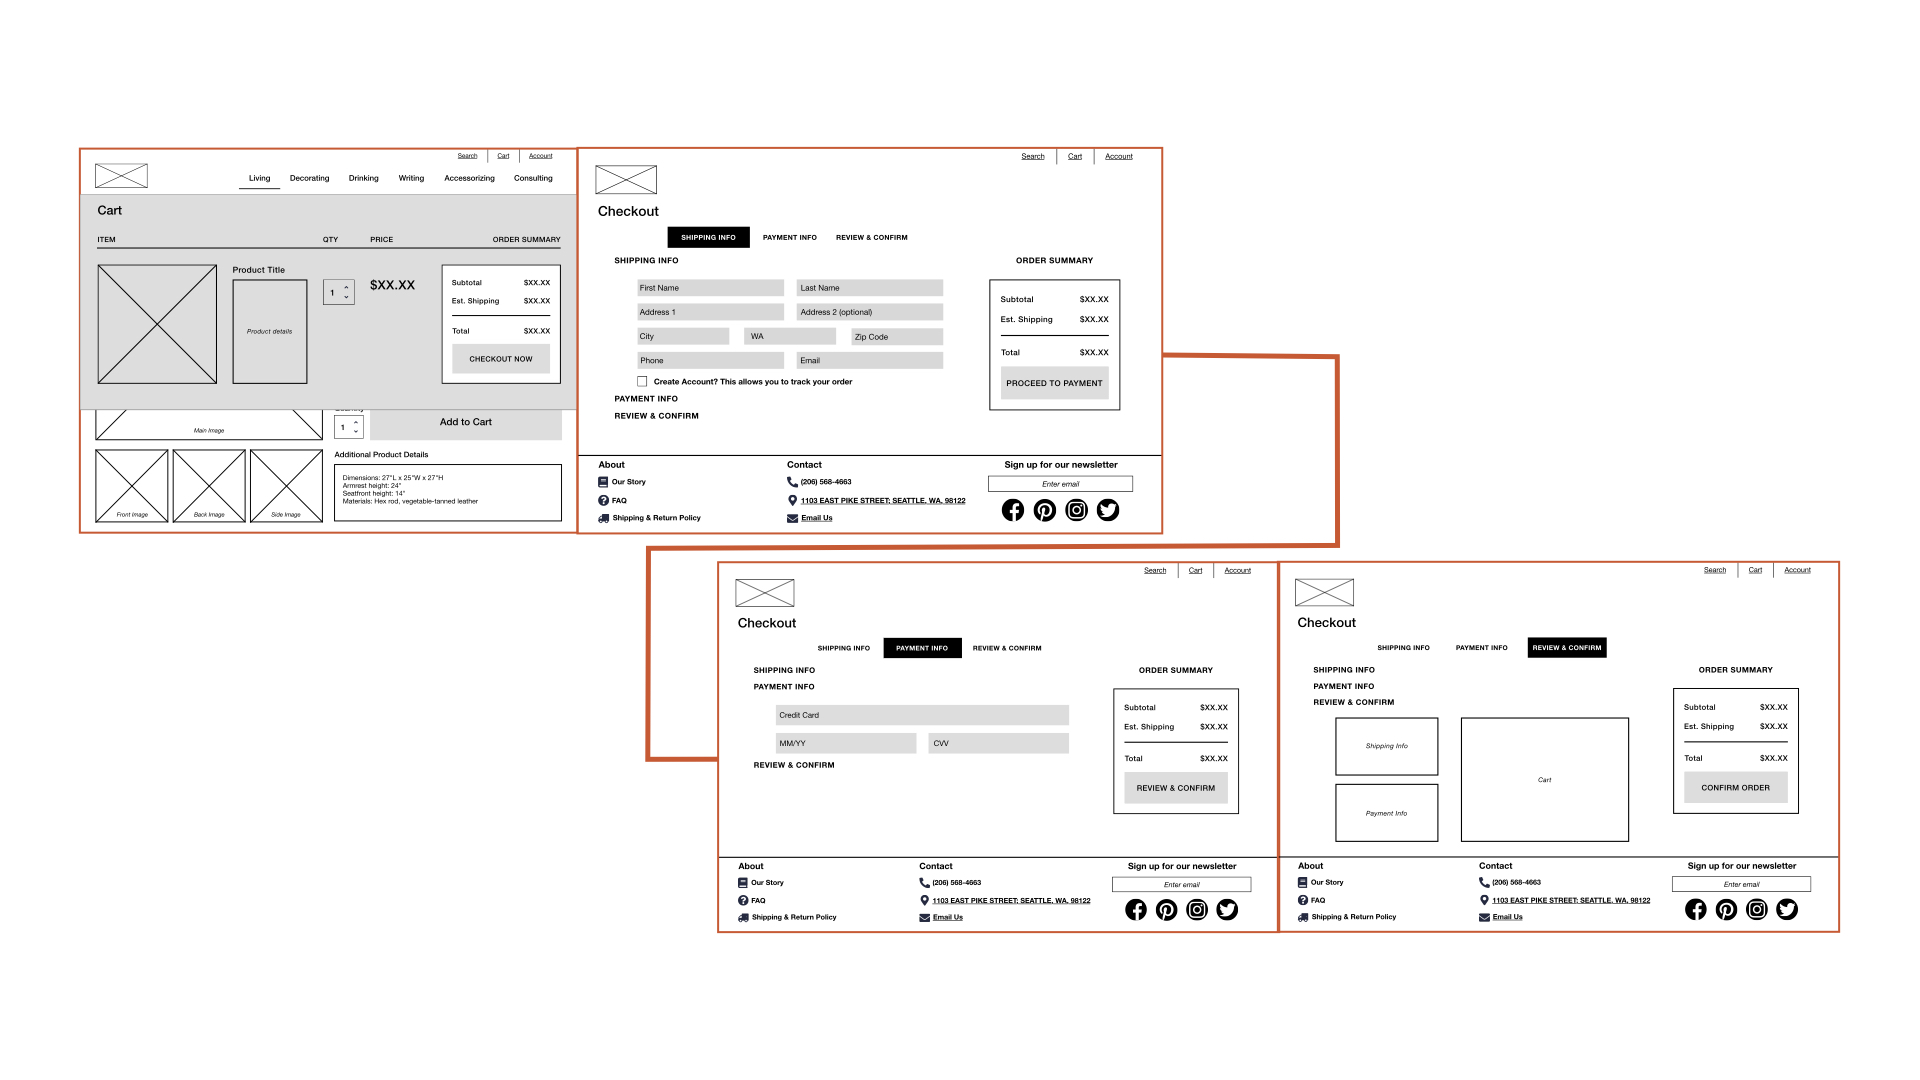 Search Cart Account
Living Decorating Drinking Writing Accessorizing Consulting
Cart
ITEM QTY PRICE ORDER SUMMARY
Product Title
Product details
1
$XX.XX
Subtotal $XX.XX
Est. Shipping $XX.XX
Total $XX.XX
CHECKOUT NOW
Main Image
1
Add to Cart
Additional Product Details
Dimensions: 27"L x 25"W x 27"H
Armrest height: 24"
Seatfront height: 14"
Materials: Hex rod, vegetable-tanned leather
Front Image Back Image Side Image
Search Cart Account
Checkout
SHIPPING INFO PAYMENT INFO REVIEW & CONFIRM
SHIPPING INFO
First Name Last Name
Address 1 Address 2 (optional)
City WA Zip Code
Phone Email
Create Account? This allows you to track your order
PAYMENT INFO
REVIEW & CONFIRM
ORDER SUMMARY
Subtotal $XX.XX
Est. Shipping $XX.XX
Total $XX.XX
PROCEED TO PAYMENT
About
Our Story
FAQ
Shipping & Return Policy
Contact
(206) 568-4663
1103 EAST PIKE STREET; SEATTLE, WA, 98122
Email Us
Sign up for our newsletter
Enter email
Search Cart Account
Checkout
SHIPPING INFO PAYMENT INFO REVIEW & CONFIRM
SHIPPING INFO
PAYMENT INFO
Credit Card
MM/YY CVV
REVIEW & CONFIRM
ORDER SUMMARY
Subtotal $XX.XX
Est. Shipping $XX.XX
Total $XX.XX
REVIEW & CONFIRM
About
Our Story
FAQ
Shipping & Return Policy
Contact
(206) 568-4663
1103 EAST PIKE STREET; SEATTLE, WA, 98122
Email Us
Sign up for our newsletter
Enter email
Search Cart Account
Checkout
SHIPPING INFO PAYMENT INFO REVIEW & CONFIRM
SHIPPING INFO
PAYMENT INFO
REVIEW & CONFIRM
Shipping Info
Payment Info
Cart
ORDER SUMMARY
Subtotal $XX.XX
Est. Shipping $XX.XX
Total $XX.XX
CONFIRM ORDER
About
Our Story
FAQ
Shipping & Return Policy
Contact
(206) 568-4663
1103 EAST PIKE STREET; SEATTLE, WA, 98122
Email Us
Sign up for our newsletter
Enter email